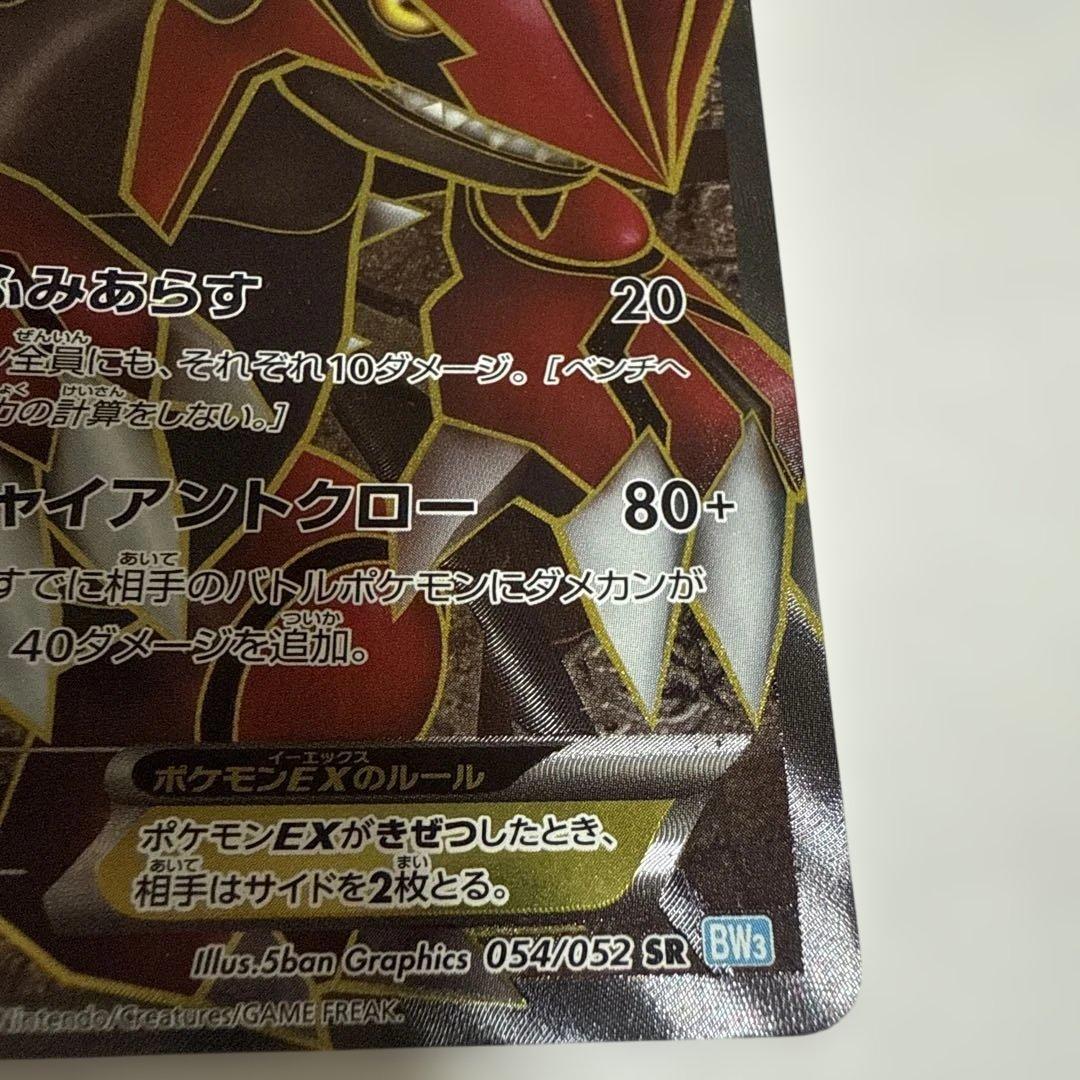 ふみあらす 20
ぜんいん
ン全員にも、それぞれ10ダメージ。[ベンチへ
ょく けいさん
力の計算をしない。]
ャイアントクロー 80+
あいて
すでに相手のバトルポケモンにダメカンが
ついか
40ダメージを追加。
イーエックス
ポケモンEXのルール
ポケモンEXがきぜつしたとき、
あいて まい
相手はサイドを2枚とる。
Illus.5ban Graphics 054/052 SR BW3
Nintendo/Creatures/GAME FREAK.